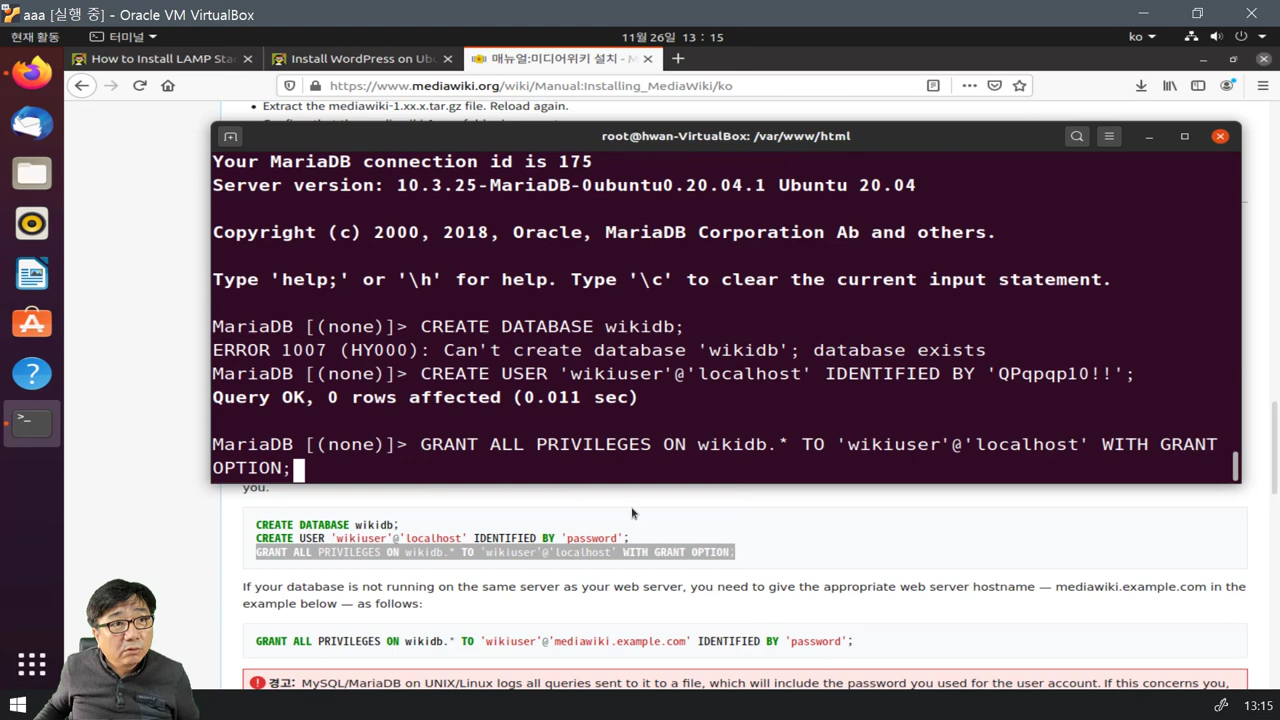 aaa [실행 중] - Oracle VM VirtualBox
현재 활동
터미널
11월 26일 13 : 15
ko
How to Install LAMP Sta
Install WordPress on Ub
매뉴얼:미디어위키 설치 - M
https://www.mediawiki.org/wiki/Manual:Installing_MediaWiki/ko
Extract the mediawiki-1.xx.x.tar.gz file. Reload again.
root@hwan-VirtualBox: /var/www/html
Your MariaDB connection id is 175
Server version: 10.3.25-MariaDB-0ubuntu0.20.04.1 Ubuntu 20.04
Copyright (c) 2000, 2018, Oracle, MariaDB Corporation Ab and others.
Type 'help;' or '\h' for help. Type '\c' to clear the current input statement.
MariaDB [(none)]> CREATE DATABASE wikidb;
ERROR 1007 (HY000): Can't create database 'wikidb'; database exists
MariaDB [(none)]> CREATE USER 'wikiuser'@'localhost' IDENTIFIED BY 'QPqpqp10!!';
Query OK, 0 rows affected (0.011 sec)
MariaDB [(none)]> GRANT ALL PRIVILEGES ON wikidb.* TO 'wikiuser'@'localhost' WITH GRANT
OPTION;
you.
CREATE DATABASE wikidb;
CREATE USER 'wikiuser'@'localhost' IDENTIFIED BY 'password';
GRANT ALL PRIVILEGES ON wikidb.* TO 'wikiuser'@'localhost' WITH GRANT OPTION;
If your database is not running on the same server as your web server, you need to give the appropriate web server hostname — mediawiki.example.com in the
example below — as follows:
GRANT ALL PRIVILEGES ON wikidb.* TO 'wikiuser'@'mediawiki.example.com' IDENTIFIED BY 'password';
경고: MySQL/MariaDB on UNIX/Linux logs all queries sent to it to a file, which will include the password you used for the user account. If this concerns you,
13:15